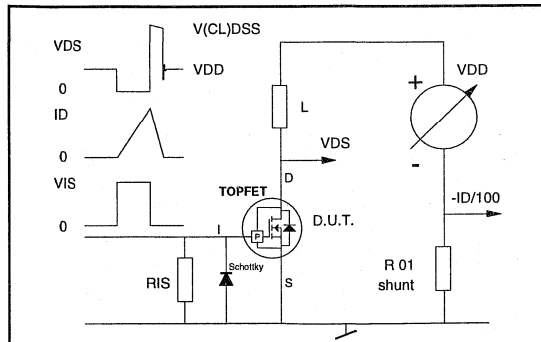 V(CL)DSS
VDS
VDD
0
ID
0
VIS
0
L
VDS
D
TOPFET
D.U.T.
I
P
Schottky
RIS
S
+
VDD
-
-ID/100
R 01
shunt